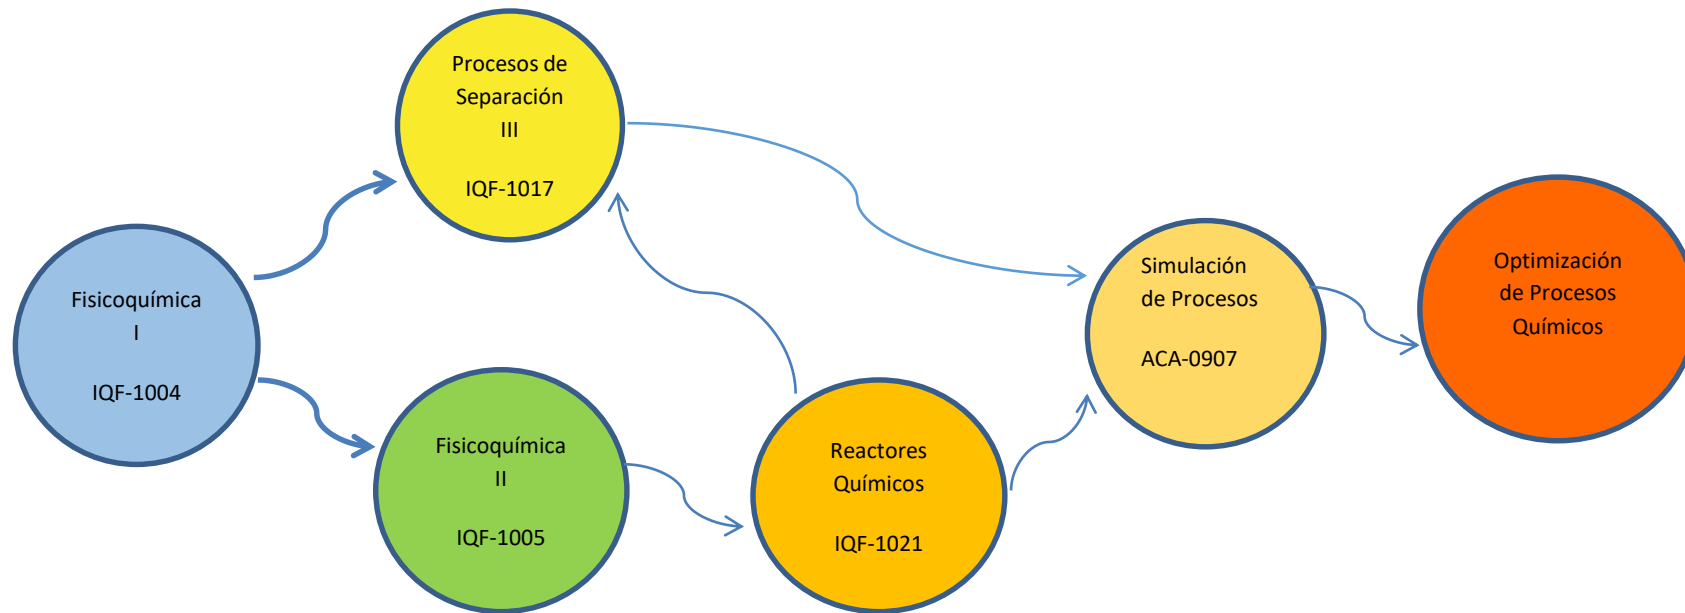 Procesos de
Separación
III
IQF-1017
Fisicoquímica
I
IQF-1004
Fisicoquímica
II
IQF-1005
Reactores
Químicos
IQF-1021
Simulación
de Procesos
ACA-0907
Optimización
de Procesos
Químicos